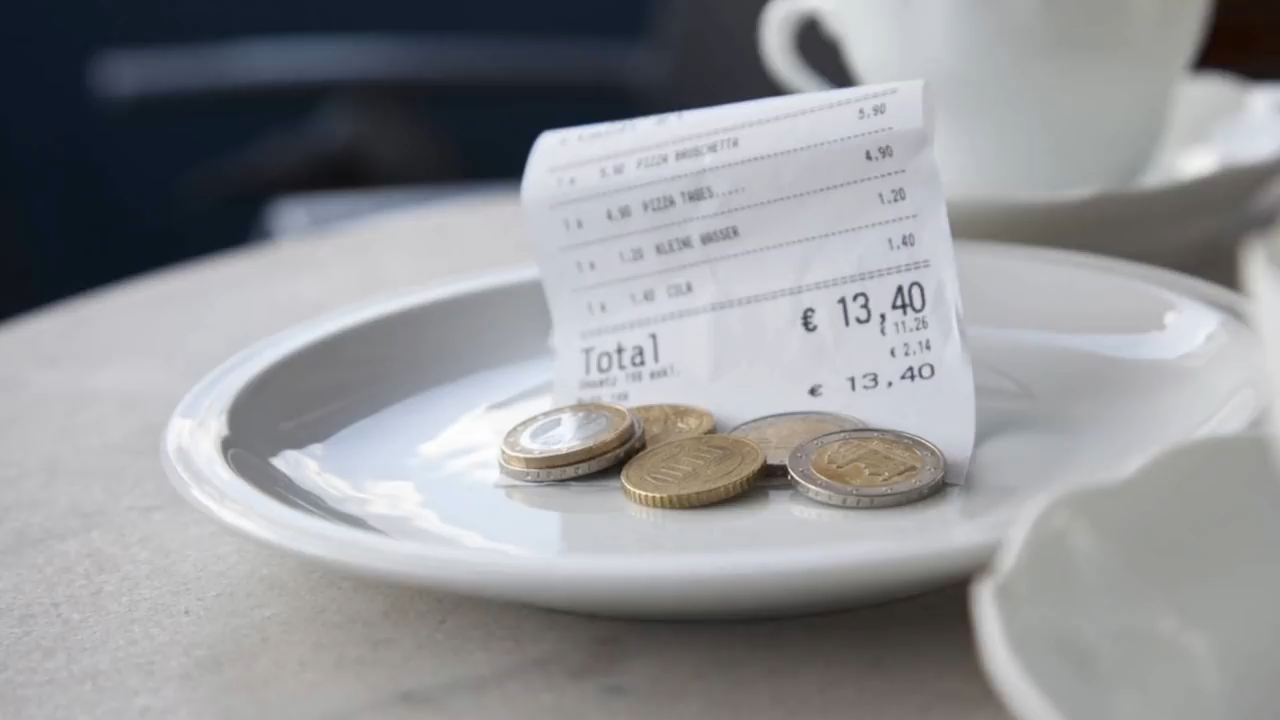 5.90
1 x 5.90 PIZZA BRUSCHETTA 4.90
1 x 4.90 PIZZA TAGES..... 1.20
1 x 1.20 KLEINE WASSER 1.40
1 x 1.40 COLA
Total € 13,40
€ 11.26
€ 2.14
€ 13,40